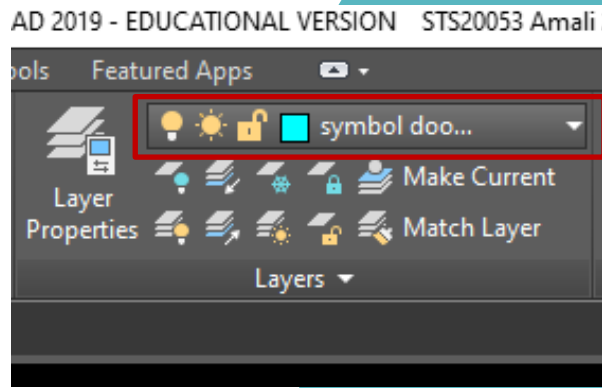 AD 2019 - EDUCATIONAL VERSION STS20053 Amali
ools Featured Apps
symbol doo...
Layer Properties
Make Current
Match Layer
Layers